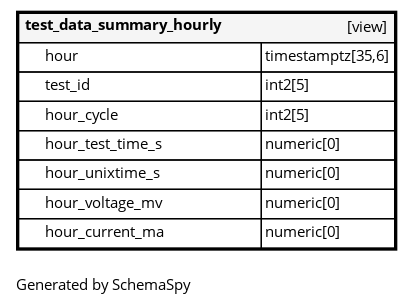 test_data_summary_hourly [view]
hour timestamptz[35,6]
test_id int2[5]
hour_cycle int2[5]
hour_test_time_s numeric[0]
hour_unixtime_s numeric[0]
hour_voltage_mv numeric[0]
hour_current_ma numeric[0]
Generated by SchemaSpy